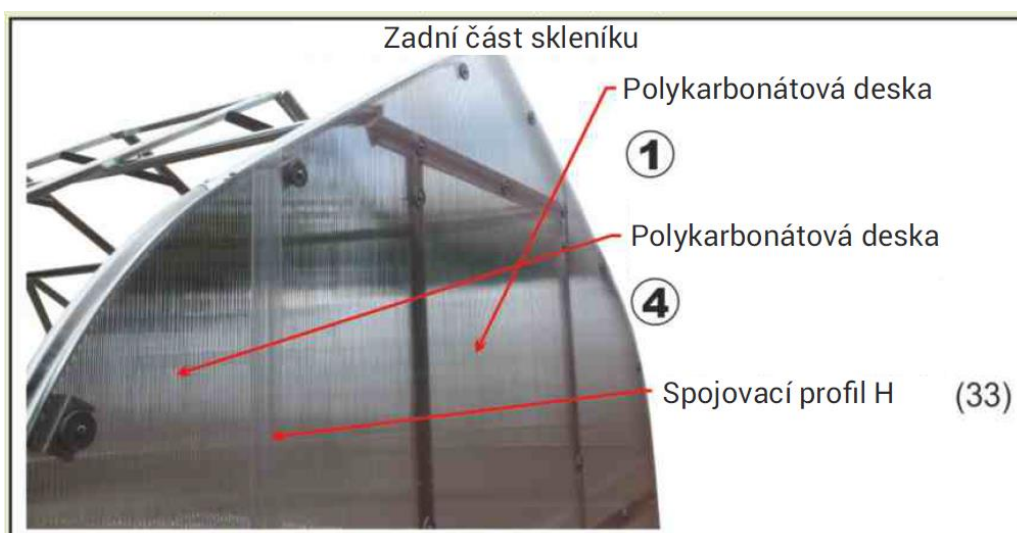 Zadní část skleníku
Polykarbonátová deska
1
Polykarbonátová deska
4
Spojovací profil H (33)